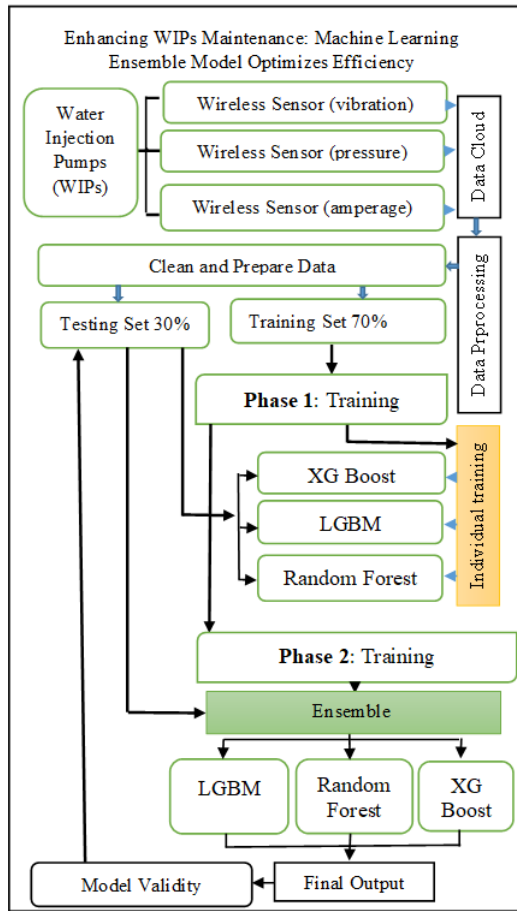 Enhancing WIPs Maintenance: Machine Learning
Ensemble Model Optimizes Efficiency
Water
Injection
Pumps
(WIPs)
Wireless Sensor (vibration)
Wireless Sensor (pressure)
Wireless Sensor (amperage)
Data Cloud
Data Prprocessing
Clean and Prepare Data
Testing Set 30%
Training Set 70%
Phase 1: Training
Individual training
XG Boost
LGBM
Random Forest
Phase 2: Training
Ensemble
LGBM
Random
Forest
XG
Boost
Final Output
Model Validity